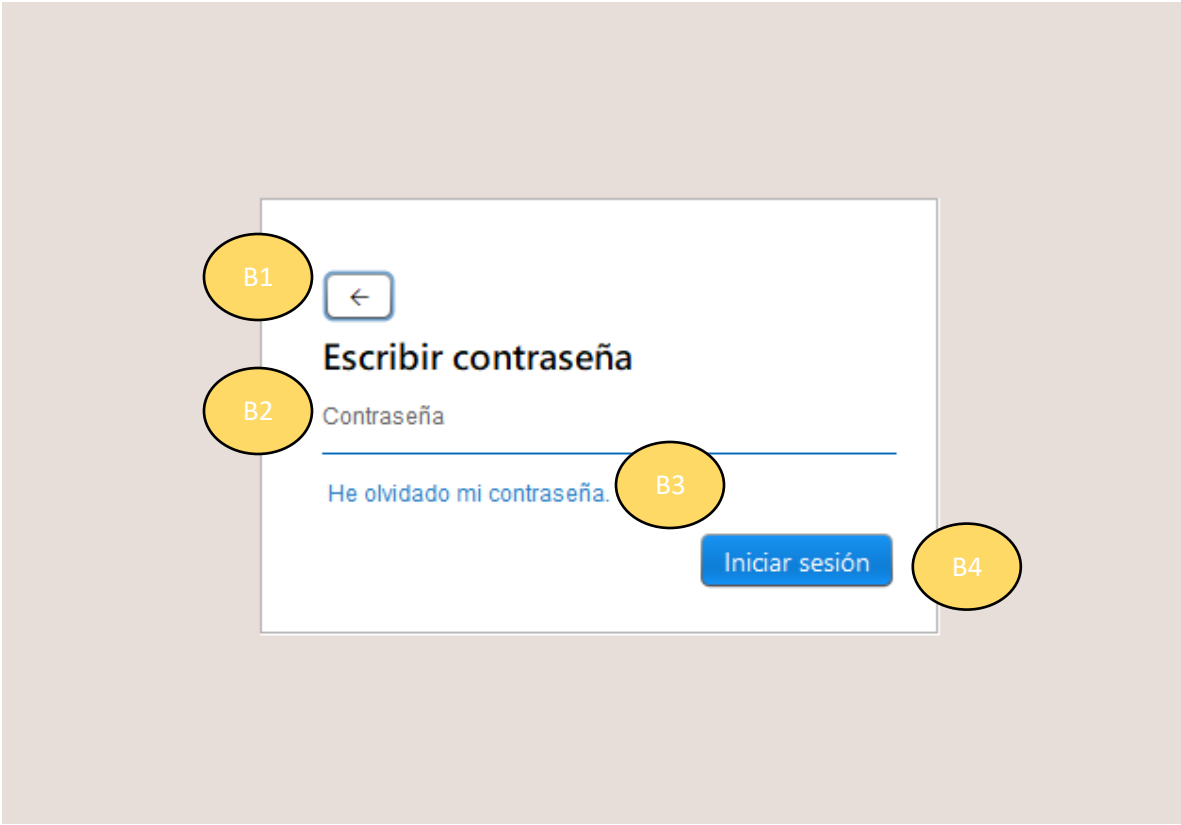 B1
←
Escribir contraseña
B2
Contraseña
He olvidado mi contraseña.
B3
Iniciar sesión
B4